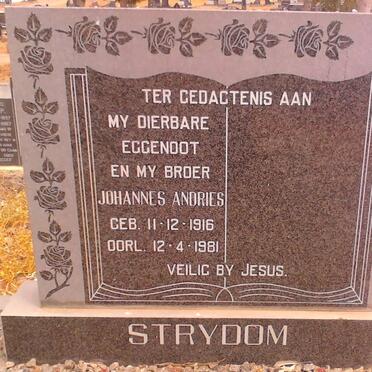 TER GEDACTENIS AAN
MY DIERBARE
EGGENOOT
EN MY BROER
JOHANNES ANDRIES
GEB. 11-12-1916
OORL. 12-4-1981
VEILIG BY JESUS.
STRYDOM